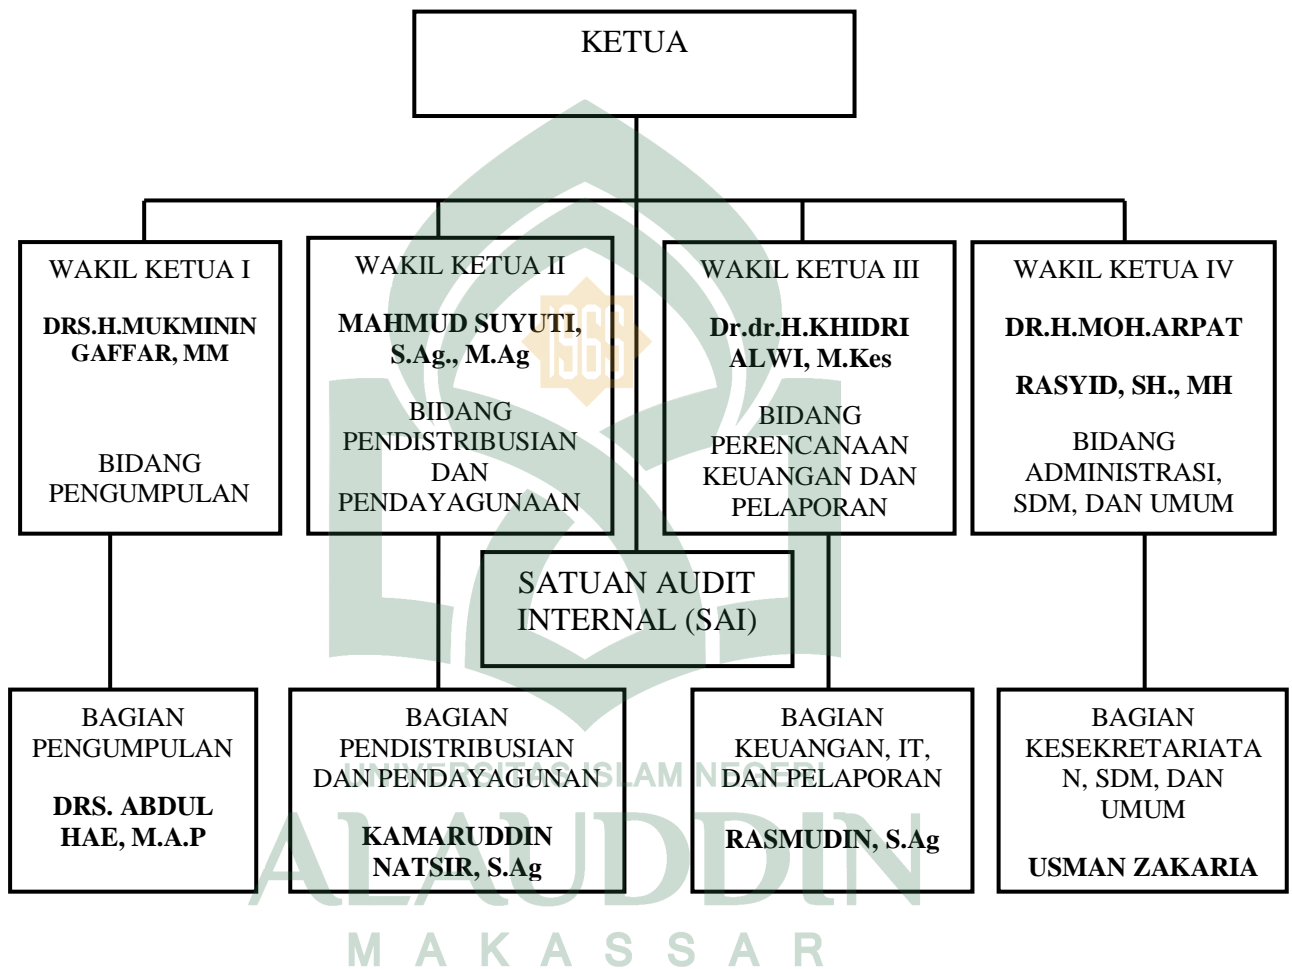 KETUA
WAKIL KETUA I
DRS.H.MUKMININ
GAFFAR, MM
BIDANG
PENGUMPULAN
WAKIL KETUA II
MAHMUD SUYUTI,
S.Ag., M.Ag
BIDANG
PENDISTRIBUSIAN
DAN
PENDAYAGUNAAN
WAKIL KETUA III
Dr.dr.H.KHIDRI
ALWI, M.Kes
BIDANG
PERENCANAAN
KEUANGAN DAN
PELAPORAN
WAKIL KETUA IV
DR.H.MOH.ARPAT
RASYID, SH., MH
BIDANG
ADMINISTRASI,
SDM, DAN UMUM
1965
SATUAN AUDIT
INTERNAL (SAI)
BAGIAN
PENGUMPULAN
DRS. ABDUL
HAE, M.A.P
BAGIAN
PENDISTRIBUSIAN
DAN PENDAYAGUNAN
KAMARUDDIN
NATSIR, S.Ag
BAGIAN
KEUANGAN, IT,
DAN PELAPORAN
RASMUDIN, S.Ag
BAGIAN
KESEKRETARIATA
N, SDM, DAN
UMUM
USMAN ZAKARIA
UNIVERSITAS ISLAM NEGERI
ALAUDDIN
MAKASSAR